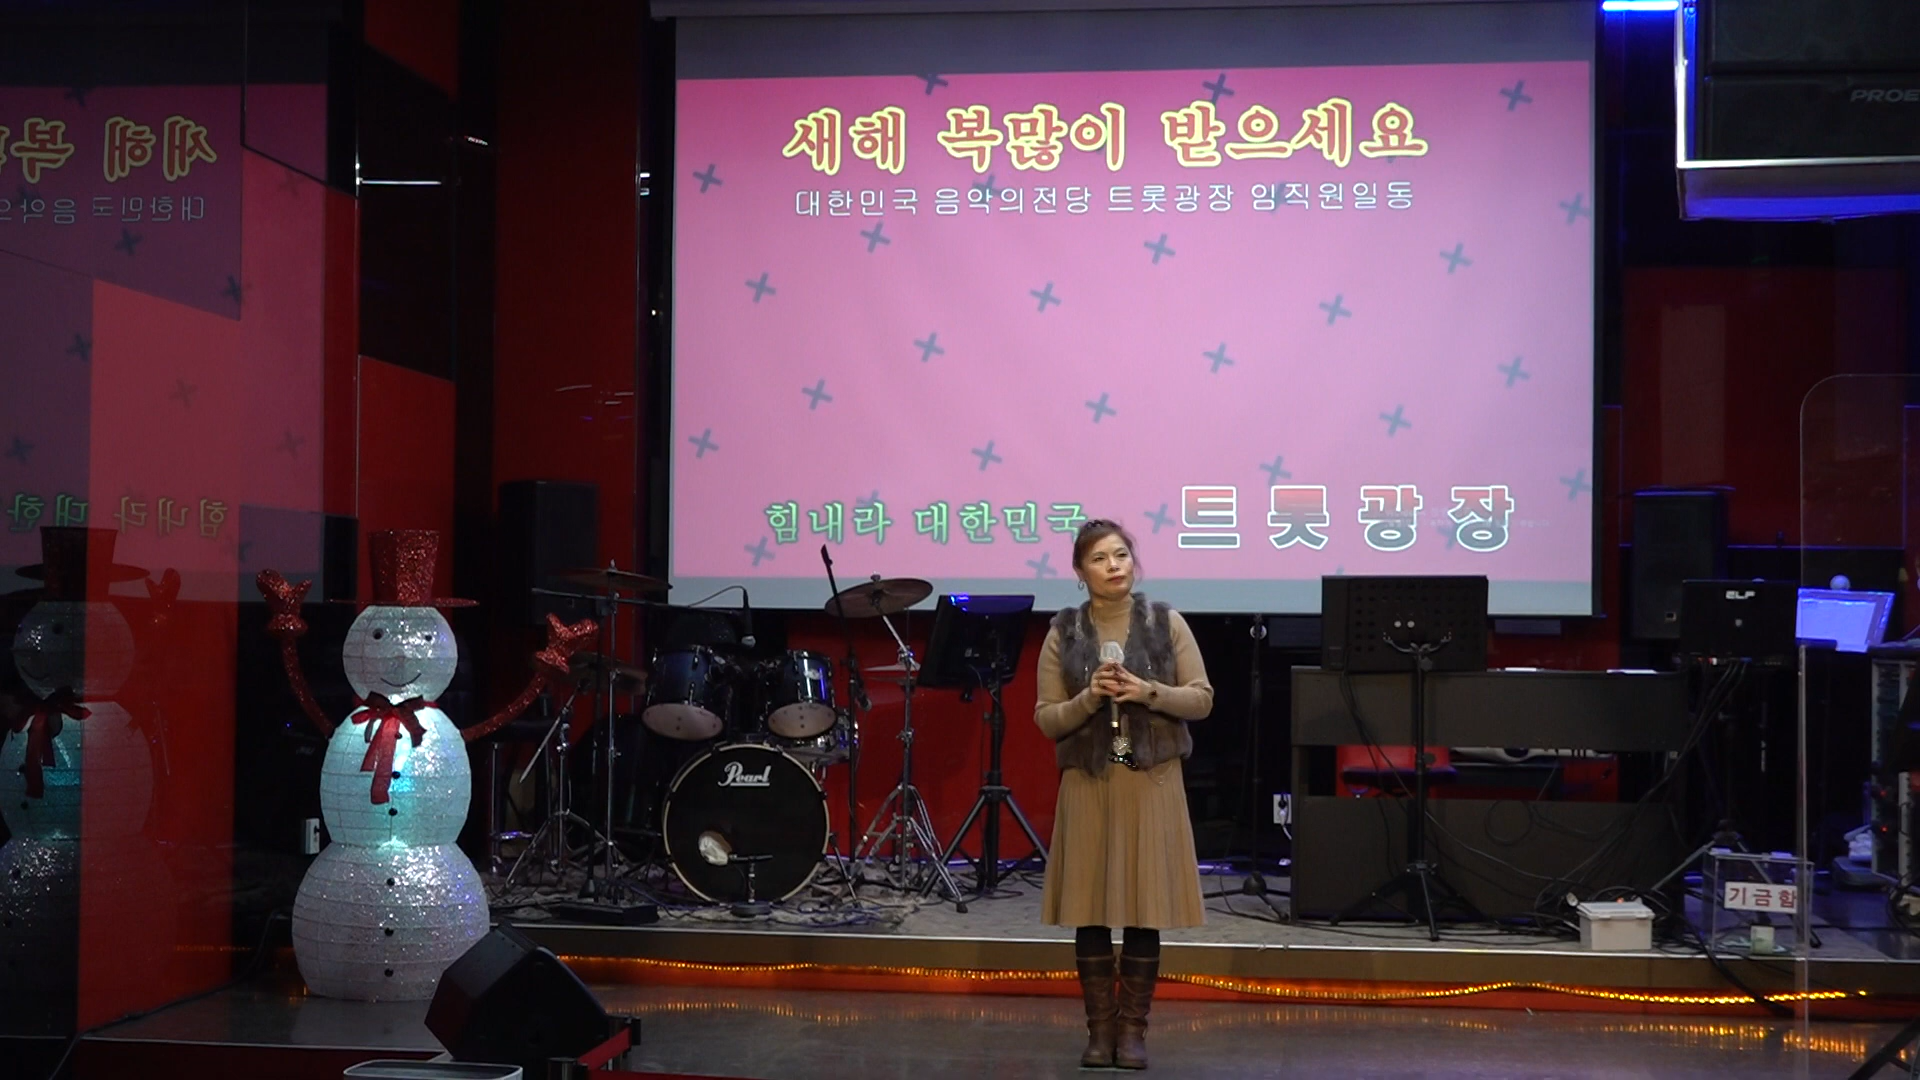 새해 복많이 받으세요
대한민국 음악의전당 트롯광장 임직원일동
힘내라 대한민국
트롯광장
PROE
ELF
Pearl
기금함